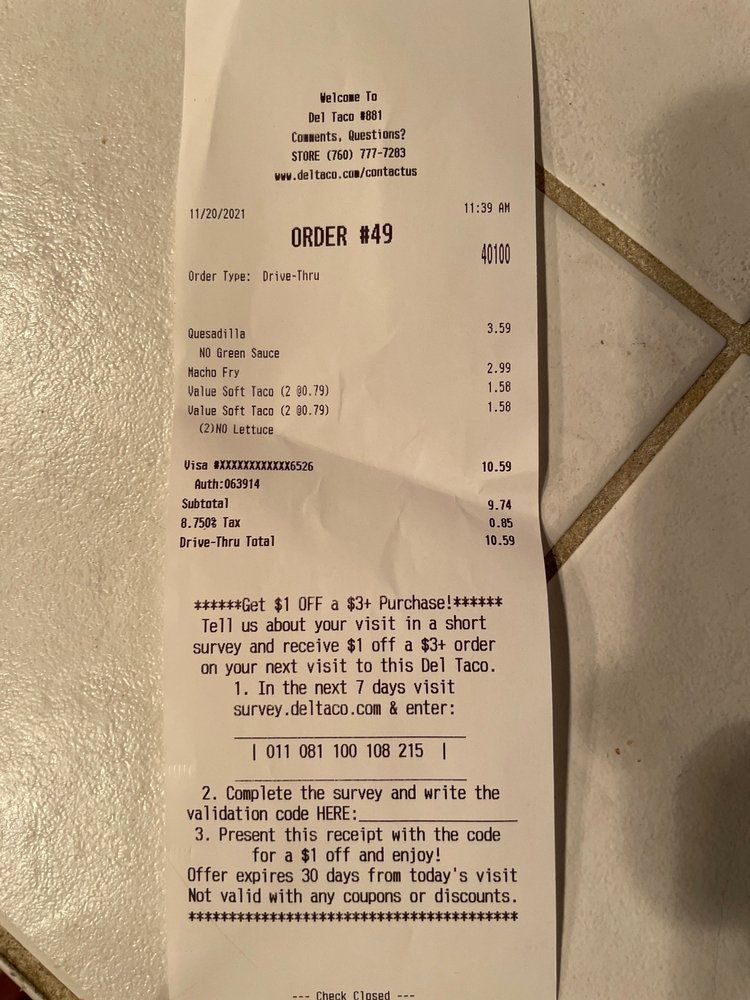 Welcome To
Del Taco #881
Comments, Questions?
STORE (760) 777-7283
www.deltaco.com/contactus
11/20/2021 11:39 AM
ORDER #49
40100
Order Type: Drive-Thru
Quesadilla 3.59
NO Green Sauce
Macho Fry 2.99
Value Soft Taco (2 @0.79) 1.58
Value Soft Taco (2 @0.79) 1.58
(2)NO Lettuce
Visa #XXXXXXXXXXXX6526 10.59
Auth:063914
Subtotal 9.74
8.750% Tax 0.85
Drive-Thru Total 10.59
******Get $1 OFF a $3+ Purchase!******
Tell us about your visit in a short
survey and receive $1 off a $3+ order
on your next visit to this Del Taco.
1. In the next 7 days visit
survey.deltaco.com & enter:
| 011 081 100 108 215 |
2. Complete the survey and write the
validation code HERE:________________
3. Present this receipt with the code
for a $1 off and enjoy!
Offer expires 30 days from today's visit
Not valid with any coupons or discounts.
****************************************
--- Check Closed ---